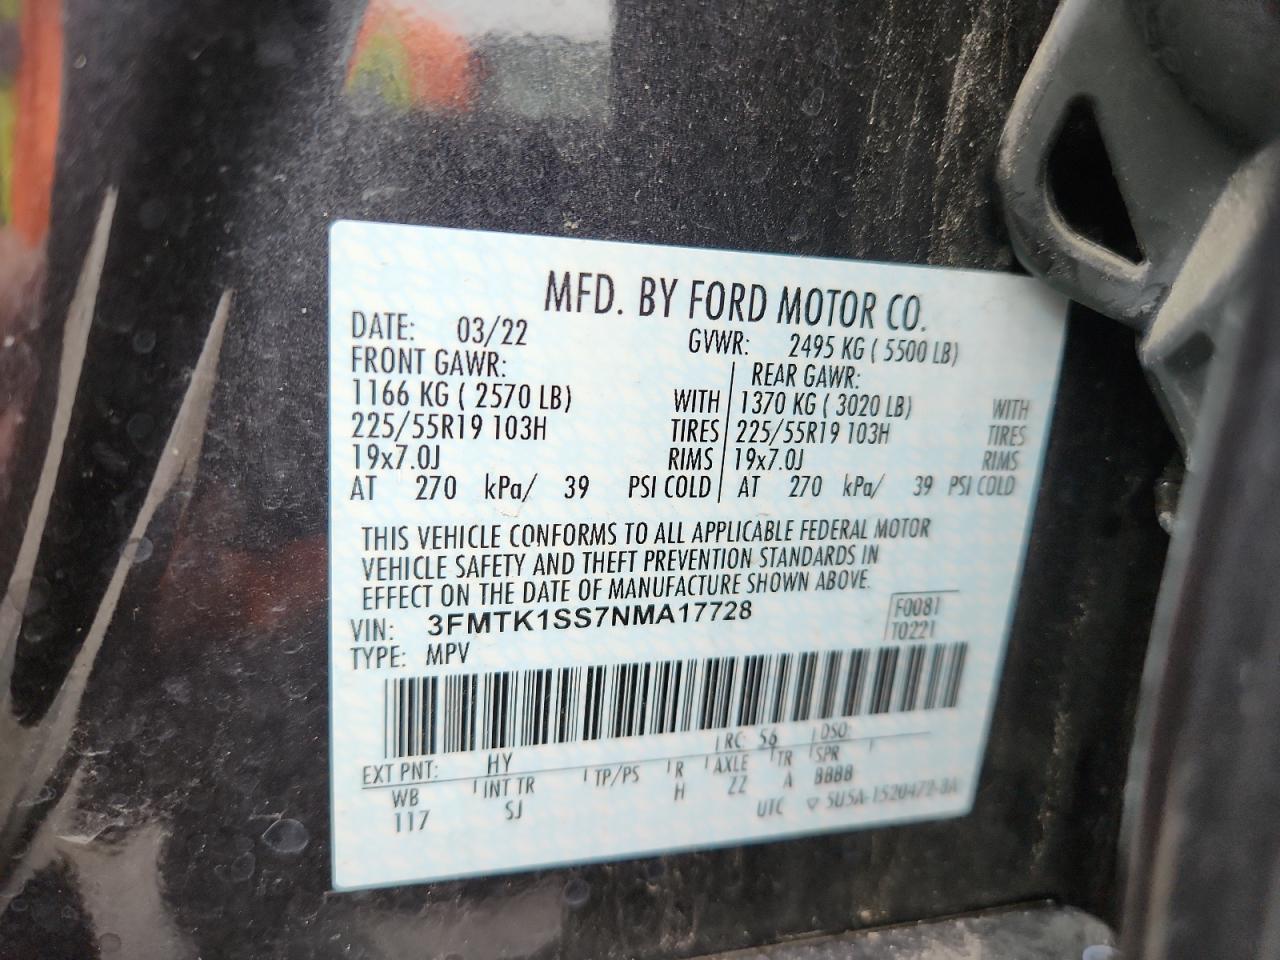 MFD. BY FORD MOTOR CO.
DATE: 03/22 GVWR: 2495 KG ( 5500 LB)
FRONT GAWR: REAR GAWR:
1166 KG ( 2570 LB) WITH 1370 KG ( 3020 LB) WITH
225/55R19 103H TIRES 225/55R19 103H TIRES
19x7.0J RIMS 19x7.0J RIMS
AT 270 kPa/ 39 PSI COLD AT 270 kPa/ 39 PSI COLD
THIS VEHICLE CONFORMS TO ALL APPLICABLE FEDERAL MOTOR
VEHICLE SAFETY AND THEFT PREVENTION STANDARDS IN
EFFECT ON THE DATE OF MANUFACTURE SHOWN ABOVE.
VIN: 3FMTK1SS7NMA17728 F0081
TYPE: MPV T0221
EXT PNT: HY RC: 56 DSO:
WB INT TR TP/PS R AXLE TR SPR
117 SJ H ZZ A BBBB
UTC ▽ 5U5A-1520472-BA